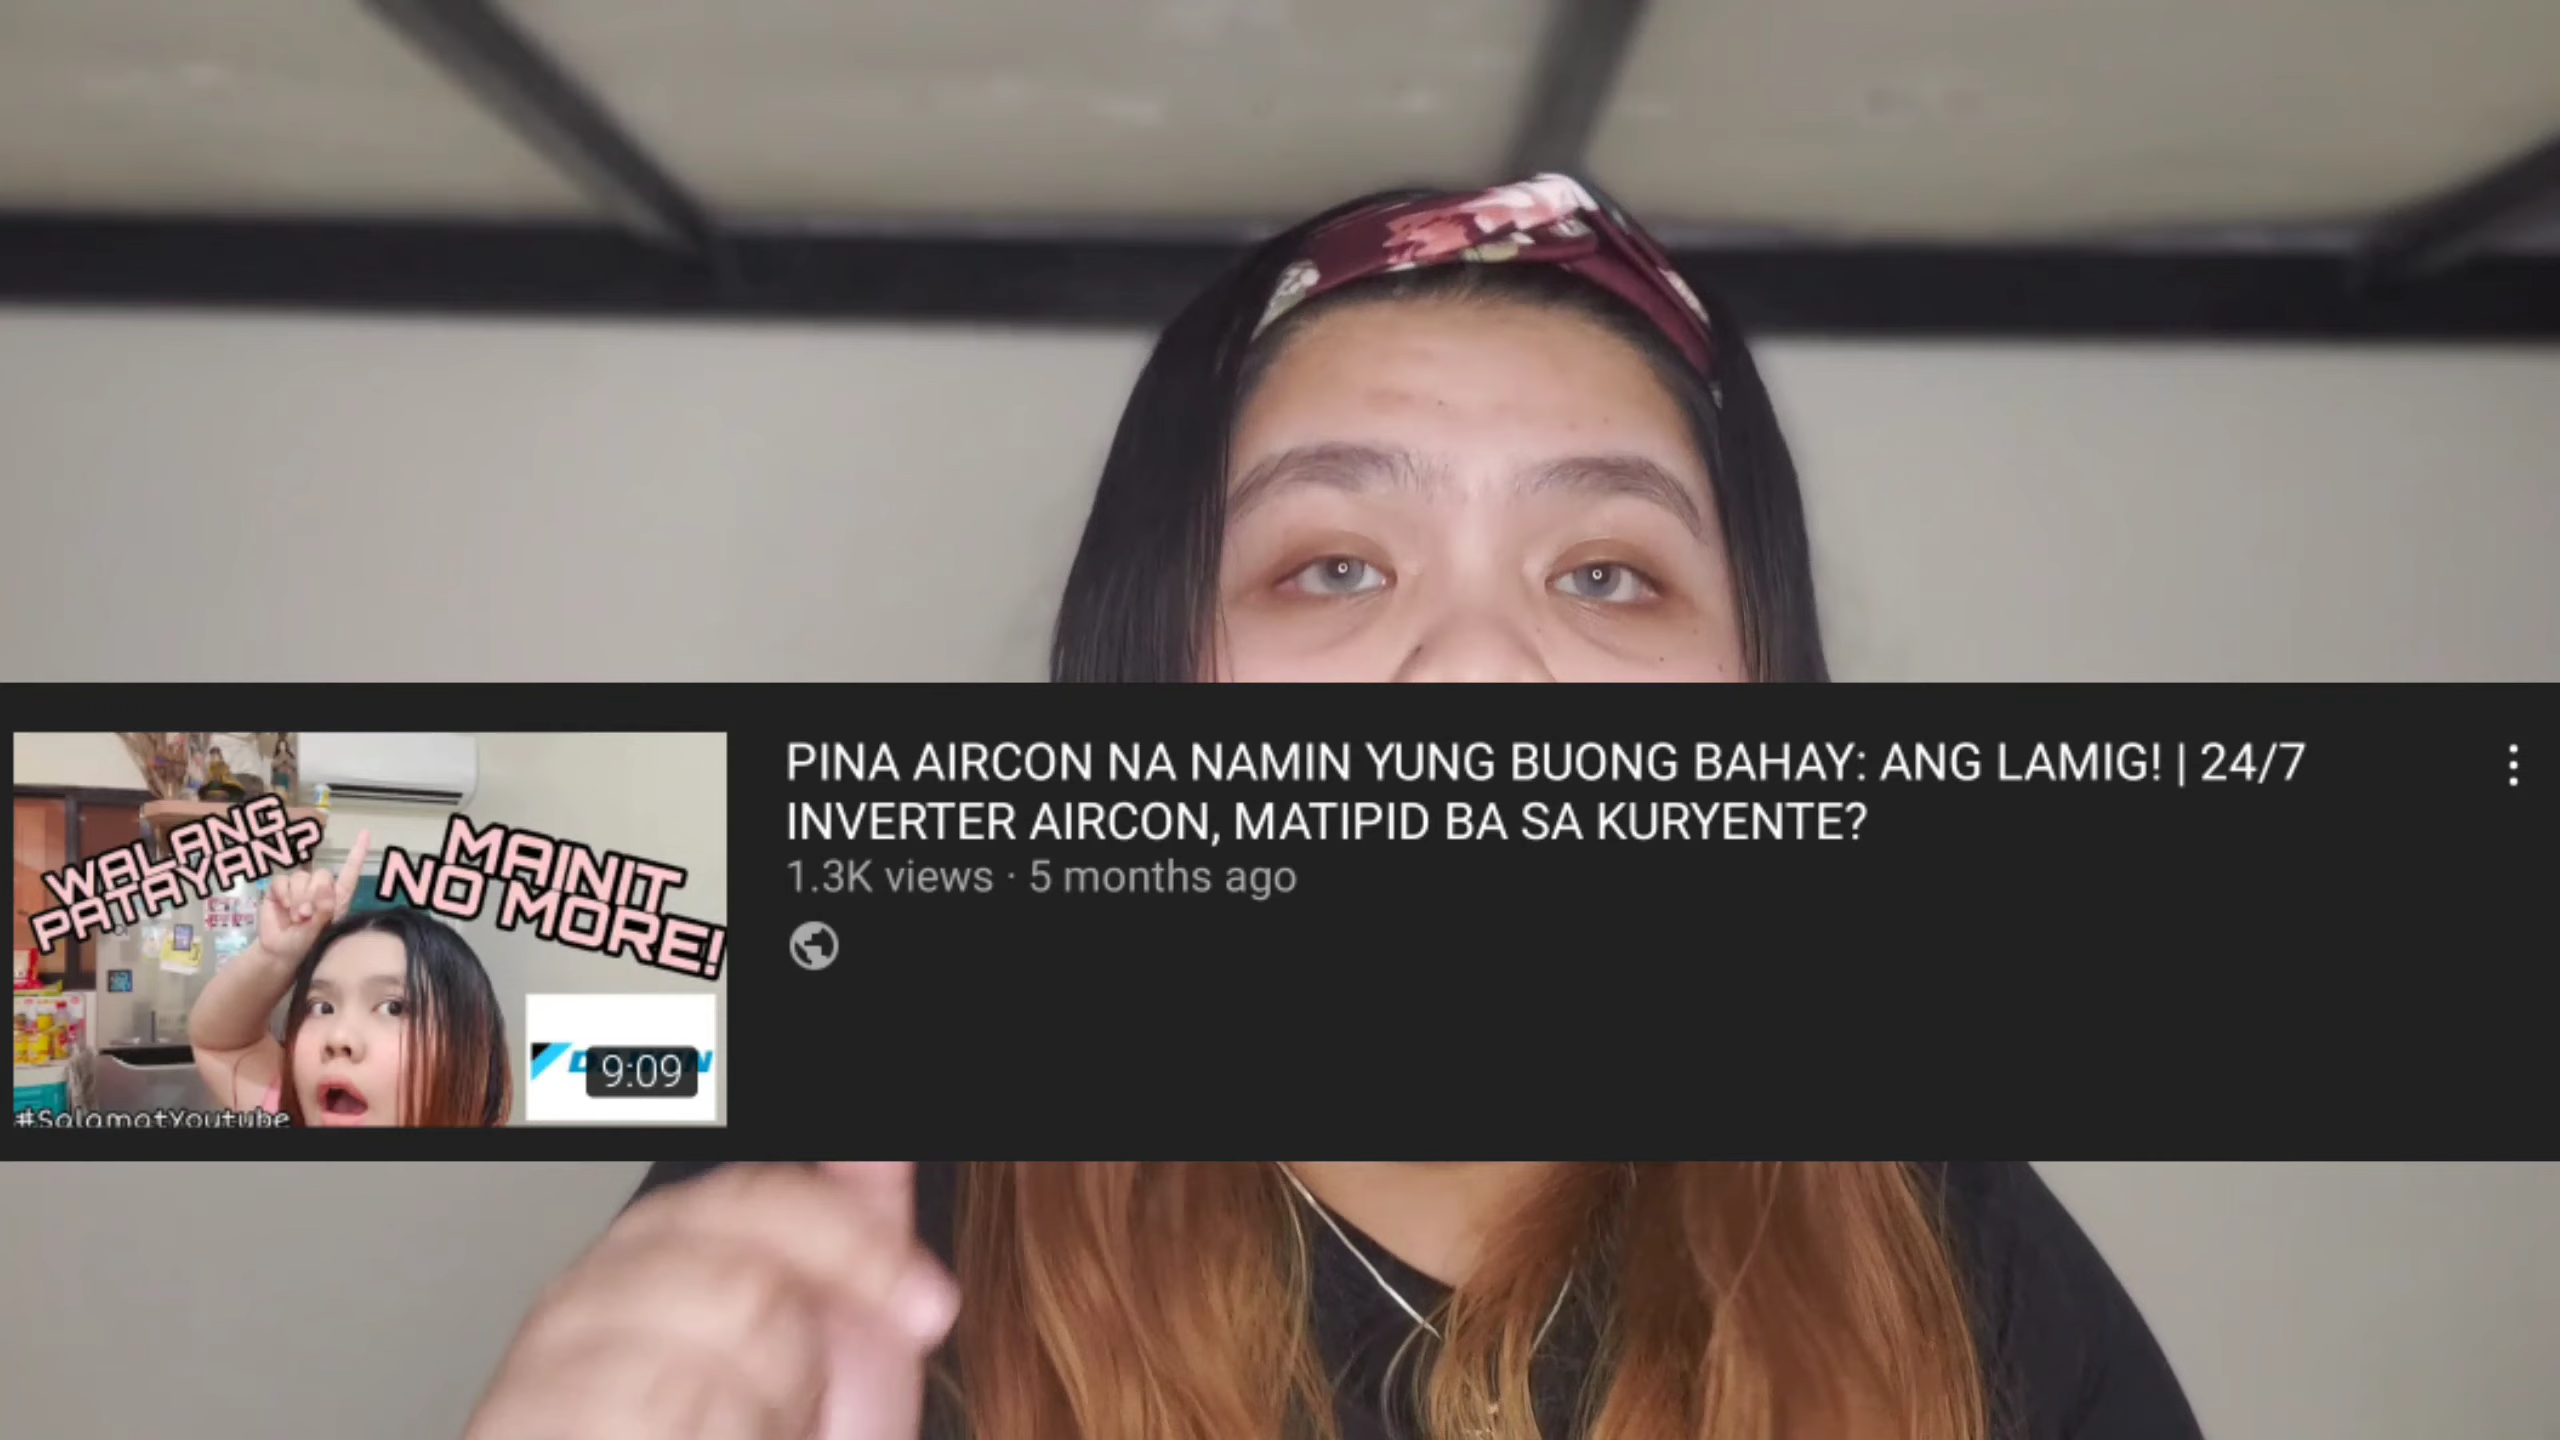 WALANG
PATAYAN?
MAINIT
NO MORE!
9:09
#SalamatYoutube
PINA AIRCON NA NAMIN YUNG BUONG BAHAY: ANG LAMIG! | 24/7
INVERTER AIRCON, MATIPID BA SA KURYENTE?
1.3K views · 5 months ago